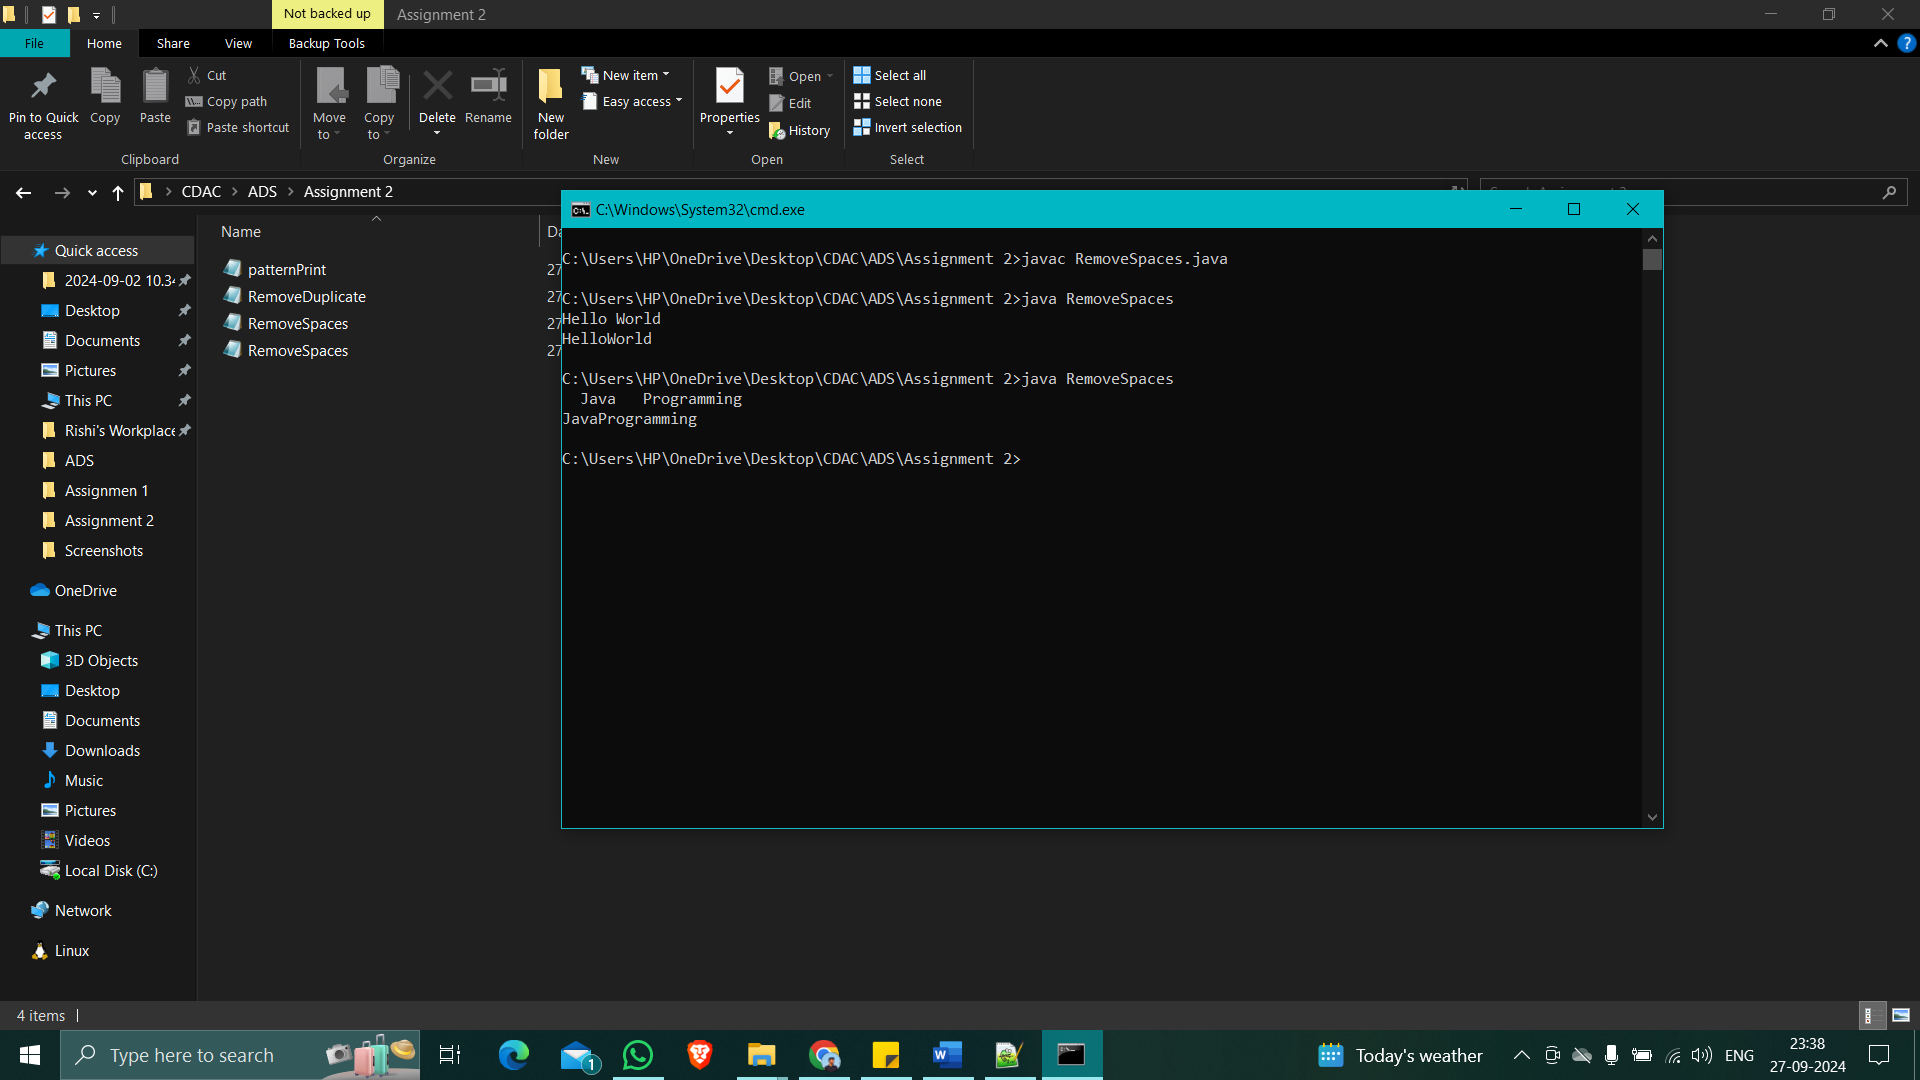 Not backed up
Assignment 2
File
Home
Share
View
Backup Tools
Pin to Quick access
Copy
Paste
Cut
Copy path
Paste shortcut
Clipboard
Move to
Copy to
Delete
Rename
Organize
New folder
New item
Easy access
New
Properties
Open
Edit
History
Open
Select all
Select none
Invert selection
Select
CDAC
ADS
Assignment 2
Name
patternPrint
27
RemoveDuplicate
27
RemoveSpaces
27
RemoveSpaces
27
Quick access
2024-09-02 10.34
Desktop
Documents
Pictures
This PC
Rishi's Workplace
ADS
Assignmen 1
Assignment 2
Screenshots
OneDrive
This PC
3D Objects
Desktop
Documents
Downloads
Music
Pictures
Videos
Local Disk (C:)
Network
Linux
C:\Windows\System32\cmd.exe
C:\Users\HP\OneDrive\Desktop\CDAC\ADS\Assignment 2>javac RemoveSpaces.java
C:\Users\HP\OneDrive\Desktop\CDAC\ADS\Assignment 2>java RemoveSpaces
Hello World
HelloWorld
C:\Users\HP\OneDrive\Desktop\CDAC\ADS\Assignment 2>java RemoveSpaces
  Java   Programming
JavaProgramming
C:\Users\HP\OneDrive\Desktop\CDAC\ADS\Assignment 2>
4 items
Type here to search
1
Today's weather
ENG
23:38
27-09-2024